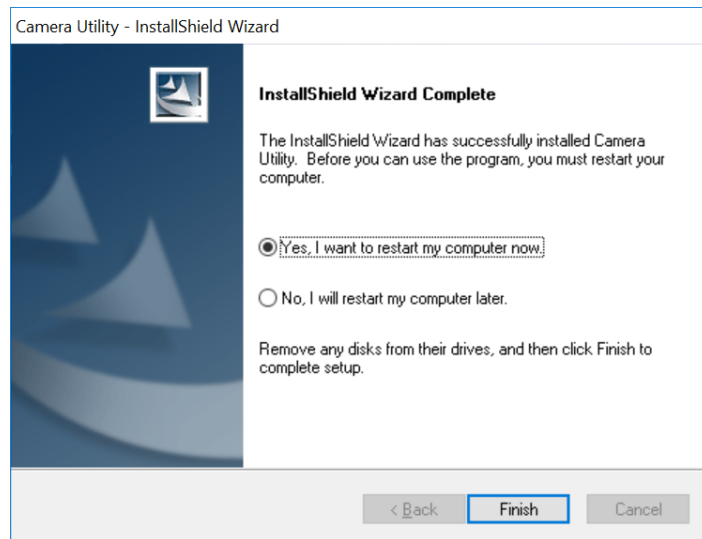 Camera Utility - InstallShield Wizard
InstallShield Wizard Complete
The InstallShield Wizard has successfully installed Camera
Utility.  Before you can use the program, you must restart your
computer.
Yes, I want to restart my computer now.
No, I will restart my computer later.
Remove any disks from their drives, and then click Finish to
complete setup.
< Back Finish Cancel